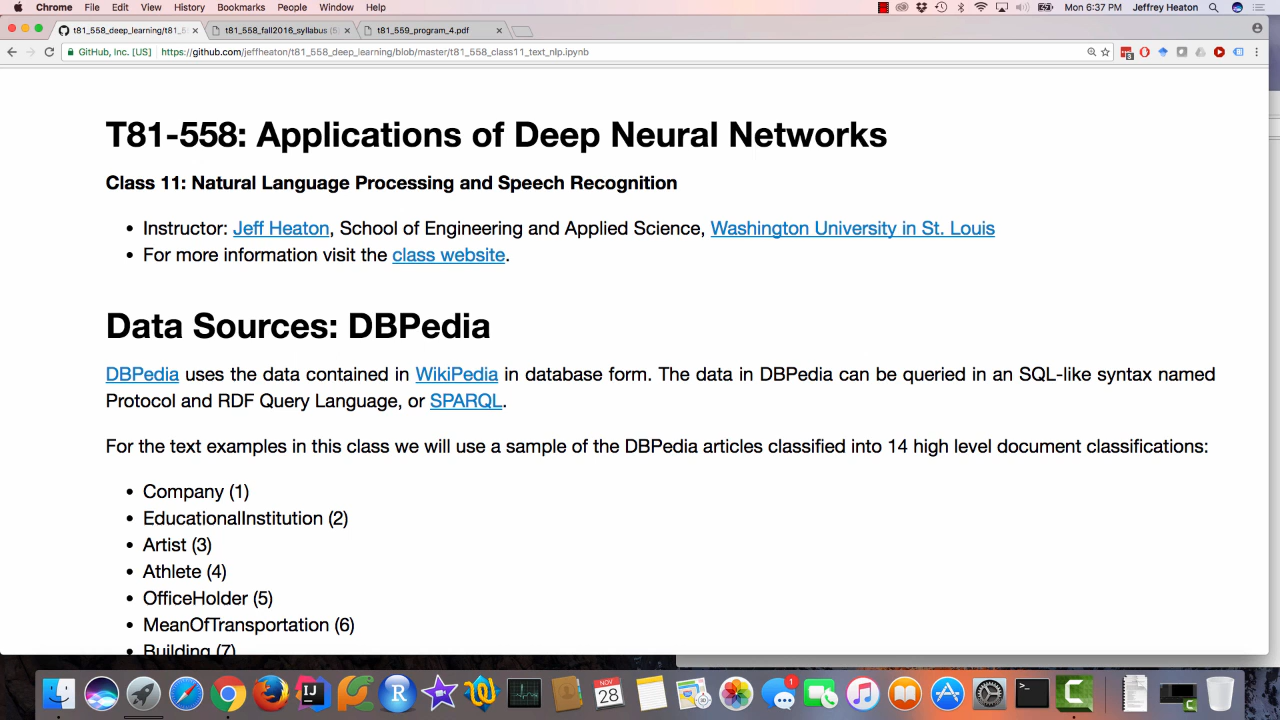 Chrome File Edit View History Bookmarks People Window Help Mon 6:37 PM Jeffrey Heaton
t81_558_deep_learning/t81_5 t81_558_fall2016_syllabus t81_559_program_4.pdf
GitHub, Inc. [US] https://github.com/jeffheaton/t81_558_deep_learning/blob/master/t81_558_class11_text_nlp.ipynb
T81-558: Applications of Deep Neural Networks
Class 11: Natural Language Processing and Speech Recognition
• Instructor: Jeff Heaton, School of Engineering and Applied Science, Washington University in St. Louis
• For more information visit the class website.
Data Sources: DBPedia
DBPedia uses the data contained in WikiPedia in database form. The data in DBPedia can be queried in an SQL-like syntax named
Protocol and RDF Query Language, or SPARQL.
For the text examples in this class we will use a sample of the DBPedia articles classified into 14 high level document classifications:
• Company (1)
• EducationalInstitution (2)
• Artist (3)
• Athlete (4)
• OfficeHolder (5)
• MeanOfTransportation (6)
• Building (7)
NOV
28
1